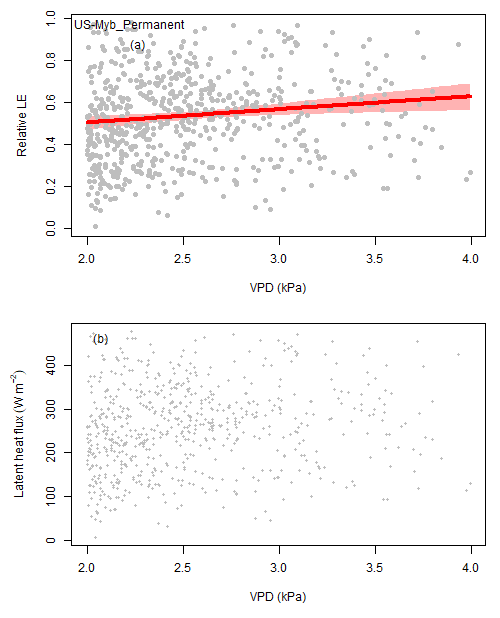 US-Myb_Permanent
(a)
1.0
0.8
0.6
0.4
0.2
0.0
Relative LE
2.0 2.5 3.0 3.5 4.0
VPD (kPa)
(b)
400
300
200
100
0
Latent heat flux (W m⁻²)
2.0 2.5 3.0 3.5 4.0
VPD (kPa)